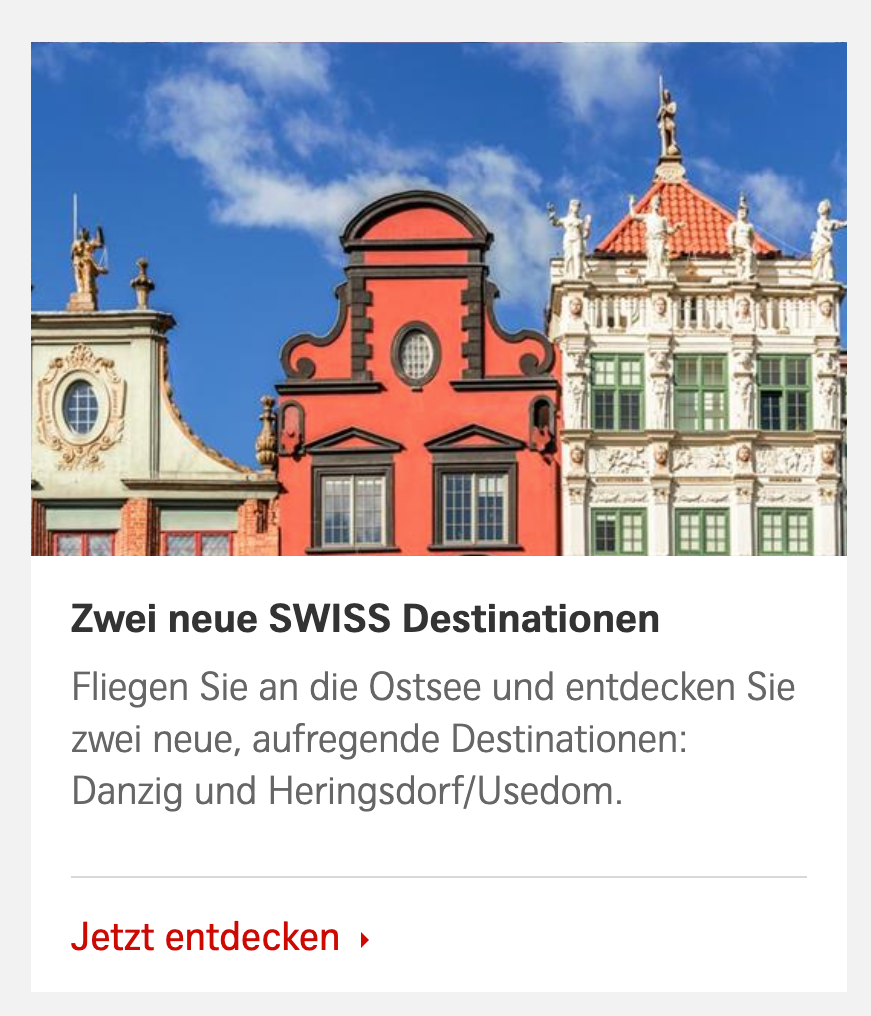 Zwei neue SWISS Destinationen
Fliegen Sie an die Ostsee und entdecken Sie
zwei neue, aufregende Destinationen:
Danzig und Heringsdorf/Usedom.
Jetzt entdecken